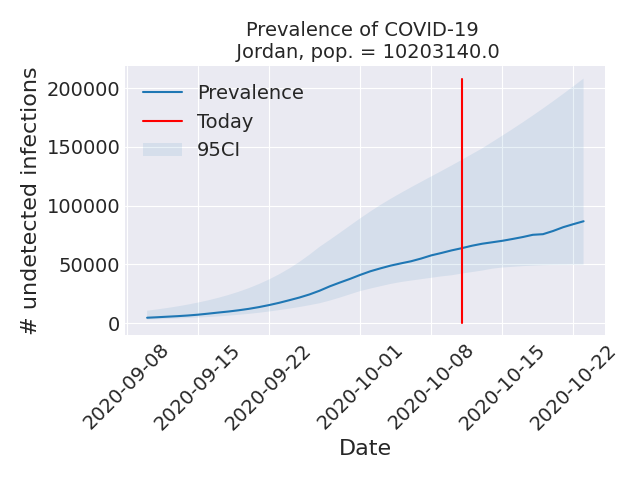 Prevalence of COVID-19
Jordan, pop. = 10203140.0
# undetected infections
200000
150000
100000
50000
0
Prevalence
Today
95CI
2020-09-08
2020-09-15
2020-09-22
2020-10-01
2020-10-08
2020-10-15
2020-10-22
Date